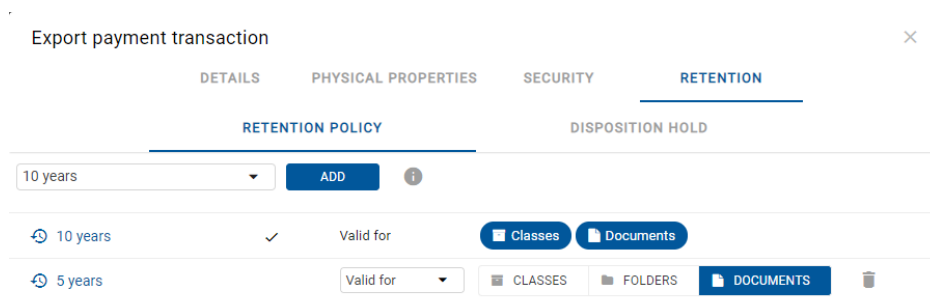 Export payment transaction
DETAILS PHYSICAL PROPERTIES SECURITY RETENTION
RETENTION POLICY DISPOSITION HOLD
10 years ADD
10 years Valid for Classes Documents
5 years Valid for CLASSES FOLDERS DOCUMENTS